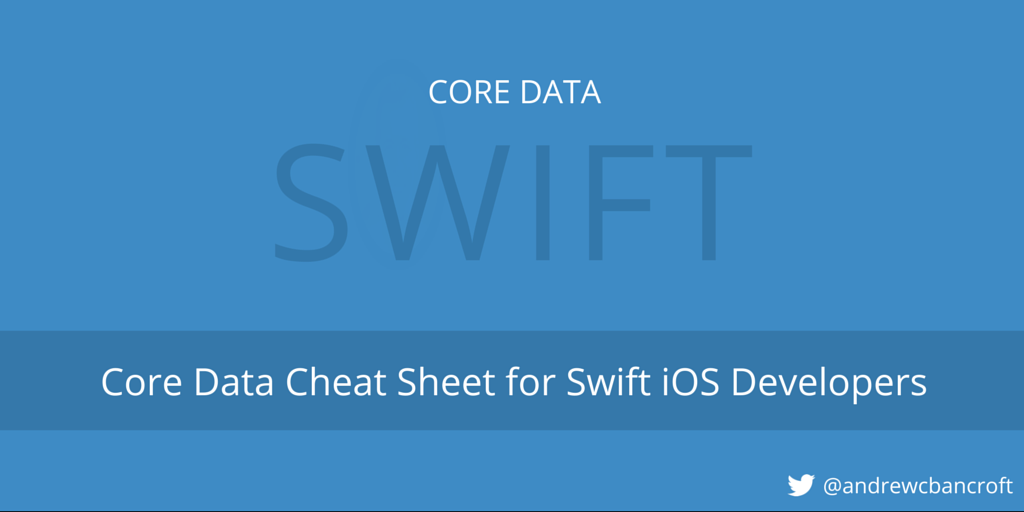 CORE DATA
SWIFT
Core Data Cheat Sheet for Swift iOS Developers
@andrewcbancroft